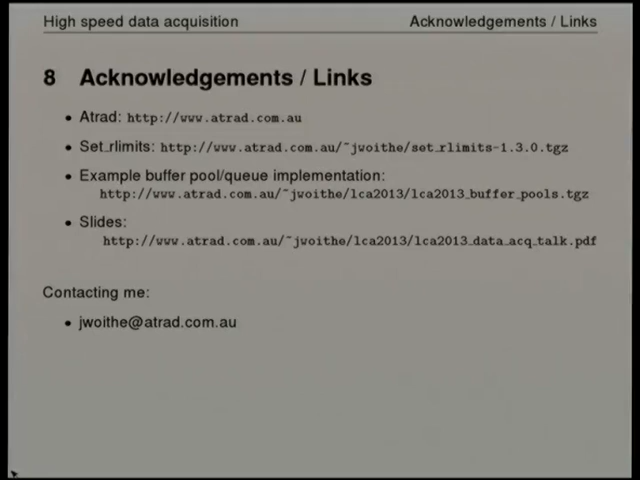 High speed data acquisition Acknowledgements / Links
8 Acknowledgements / Links
• Atrad: http://www.atrad.com.au
• Set_rlimits: http://www.atrad.com.au/~jwoithe/set_rlimits-1.3.0.tgz
• Example buffer pool/queue implementation:
http://www.atrad.com.au/~jwoithe/lca2013/lca2013_buffer_pools.tgz
• Slides:
http://www.atrad.com.au/~jwoithe/lca2013/lca2013_data_acq_talk.pdf
Contacting me:
• jwoithe@atrad.com.au